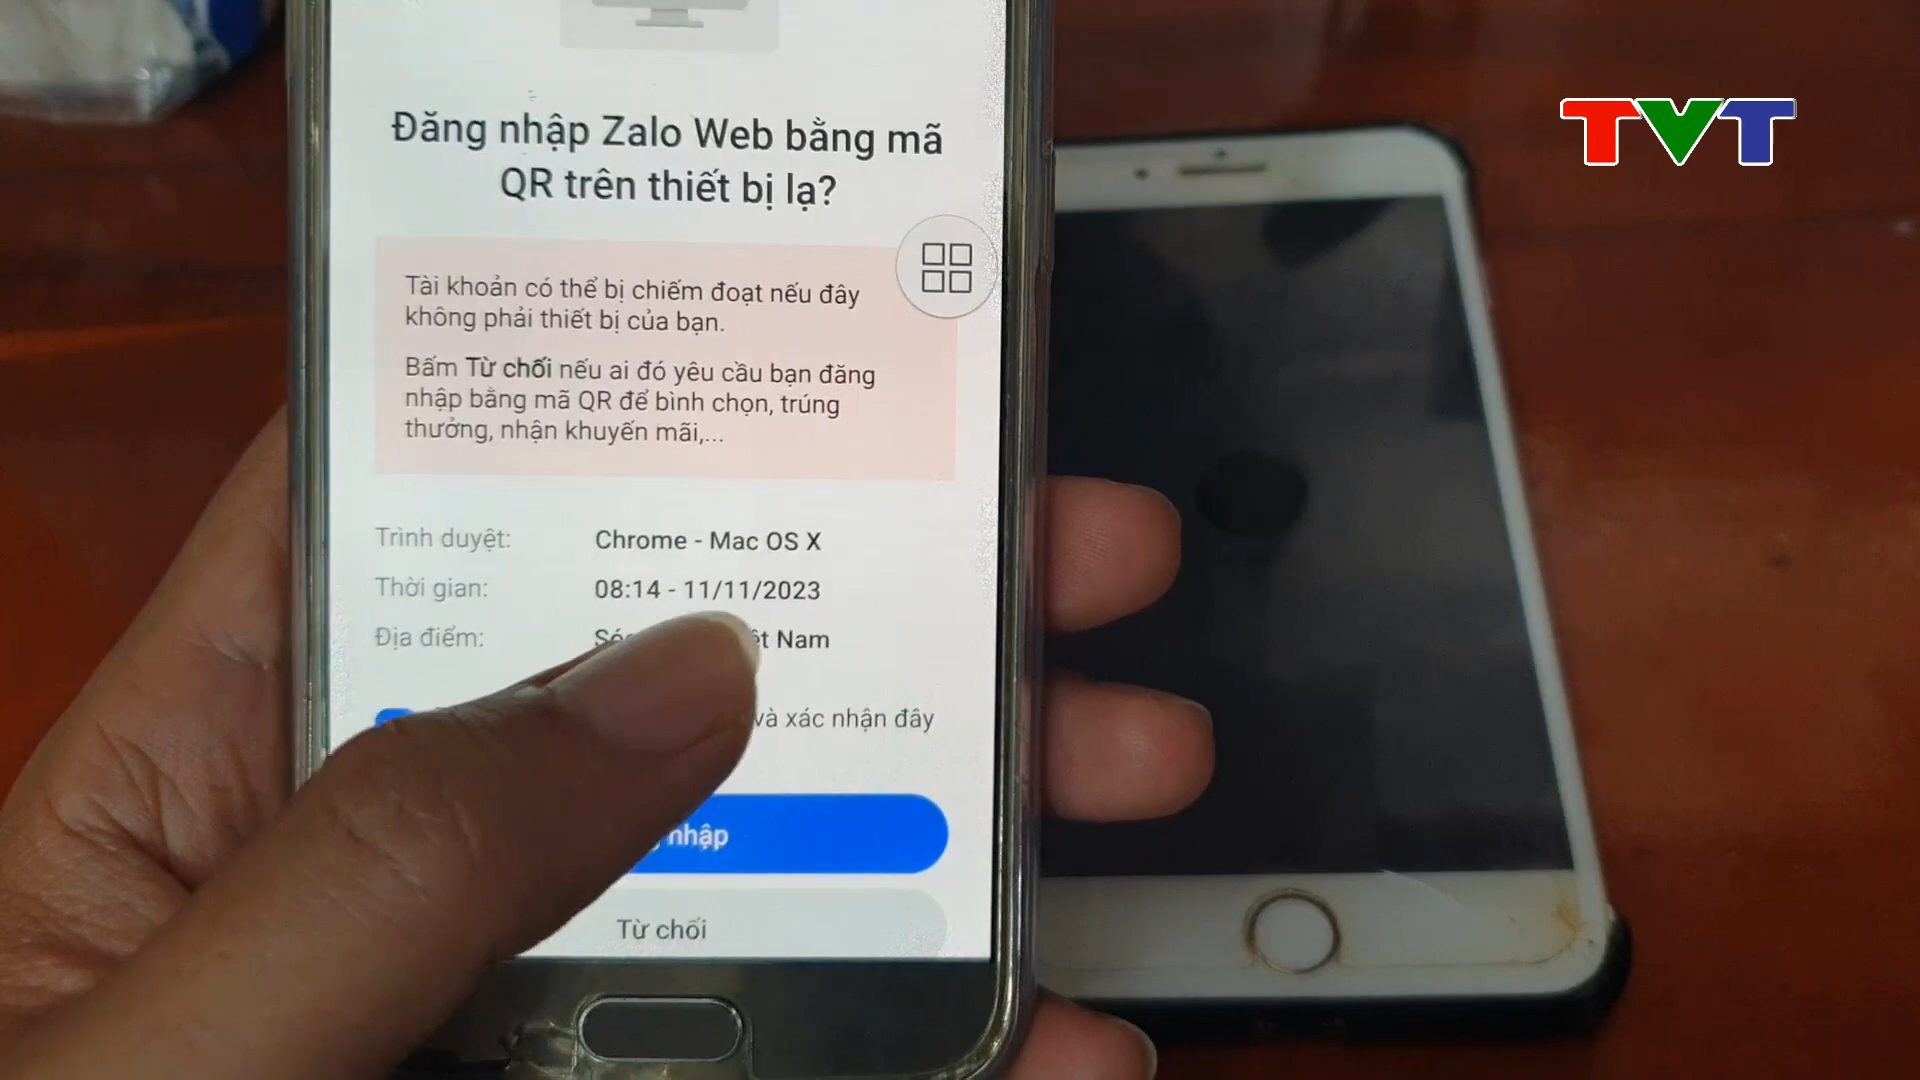 TVT
Đăng nhập Zalo Web bằng mã
QR trên thiết bị lạ?
Tài khoản có thể bị chiếm đoạt nếu đây
không phải thiết bị của bạn.
Bấm Từ chối nếu ai đó yêu cầu bạn đăng
nhập bằng mã QR để bình chọn, trúng
thưởng, nhận khuyến mãi,...
Trình duyệt: Chrome - Mac OS X
Thời gian: 08:14 - 11/11/2023
Địa điểm: Nam
và xác nhận đây
nhập
Từ chối